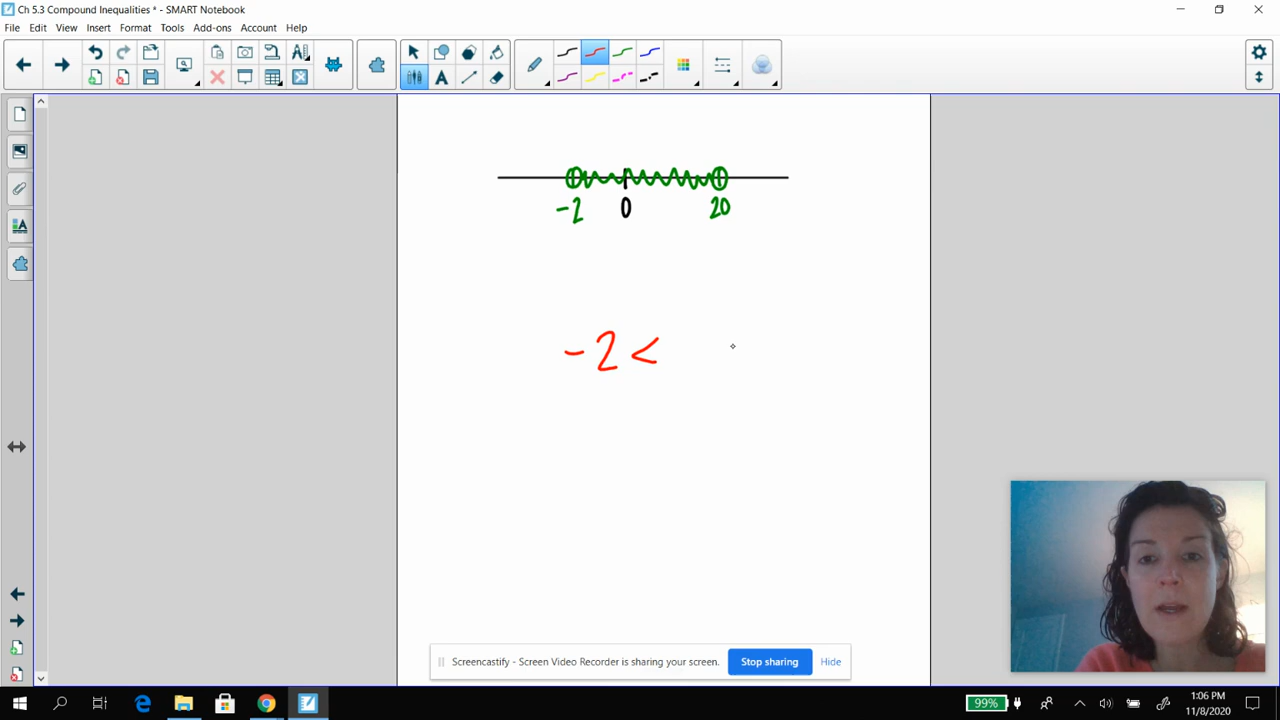 Ch 5.3 Compound Inequalities * - SMART Notebook
File Edit View Insert Format Tools Add-ons Account Help
-2 0 20
-2 <
Screencastify - Screen Video Recorder is sharing your screen. Stop sharing Hide
99% 1:06 PM
11/8/2020